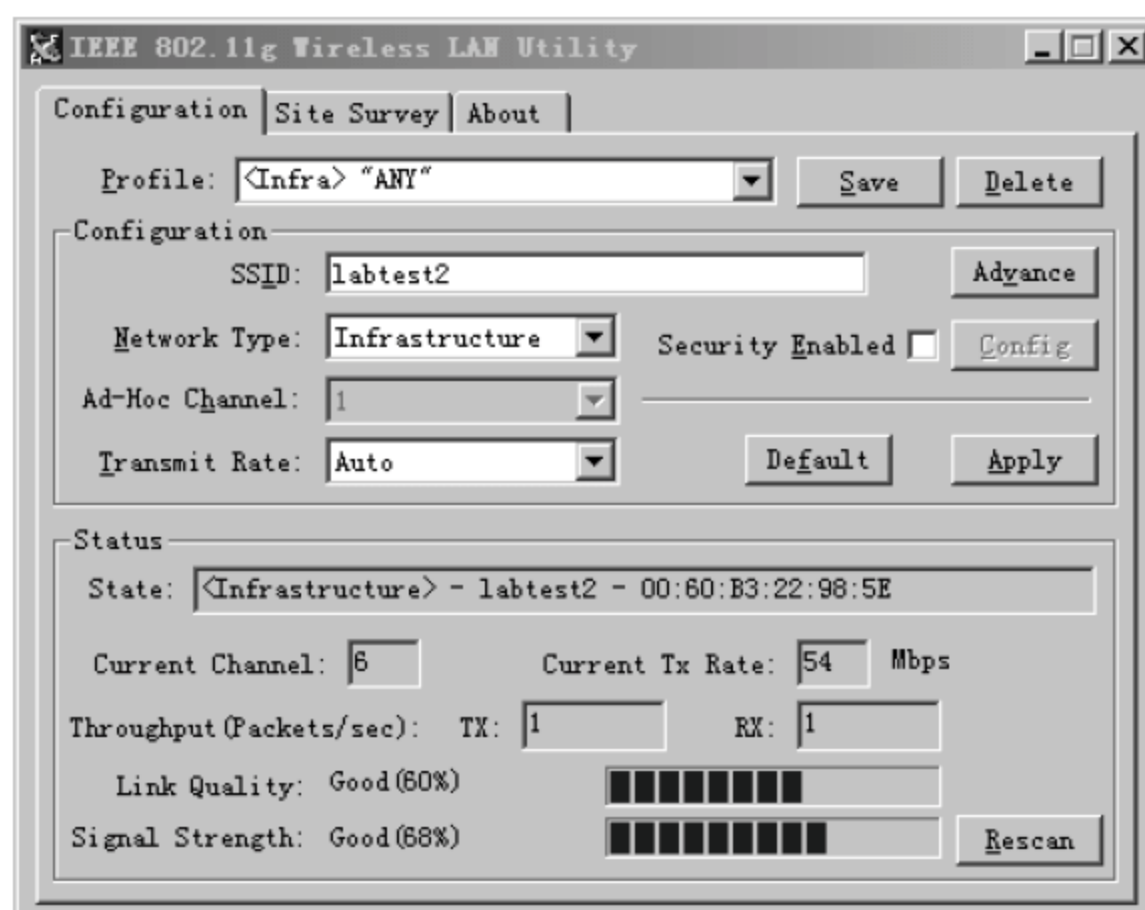 IEEE 802.11g Wireless LAN Utility
Configuration Site Survey About
Profile: <Infra> "ANY" Save Delete
Configuration
SSID: labtest2 Advance
Network Type: Infrastructure Security Enabled Config
Ad-Hoc Channel: 1
Transmit Rate: Auto Default Apply
Status
State: <Infrastructure> - labtest2 - 00:60:B3:22:98:5E
Current Channel: 6 Current Tx Rate: 54 Mbps
Throughput(Packets/sec): TX: 1 RX: 1
Link Quality: Good(60%)
Signal Strength: Good(68%) Rescan